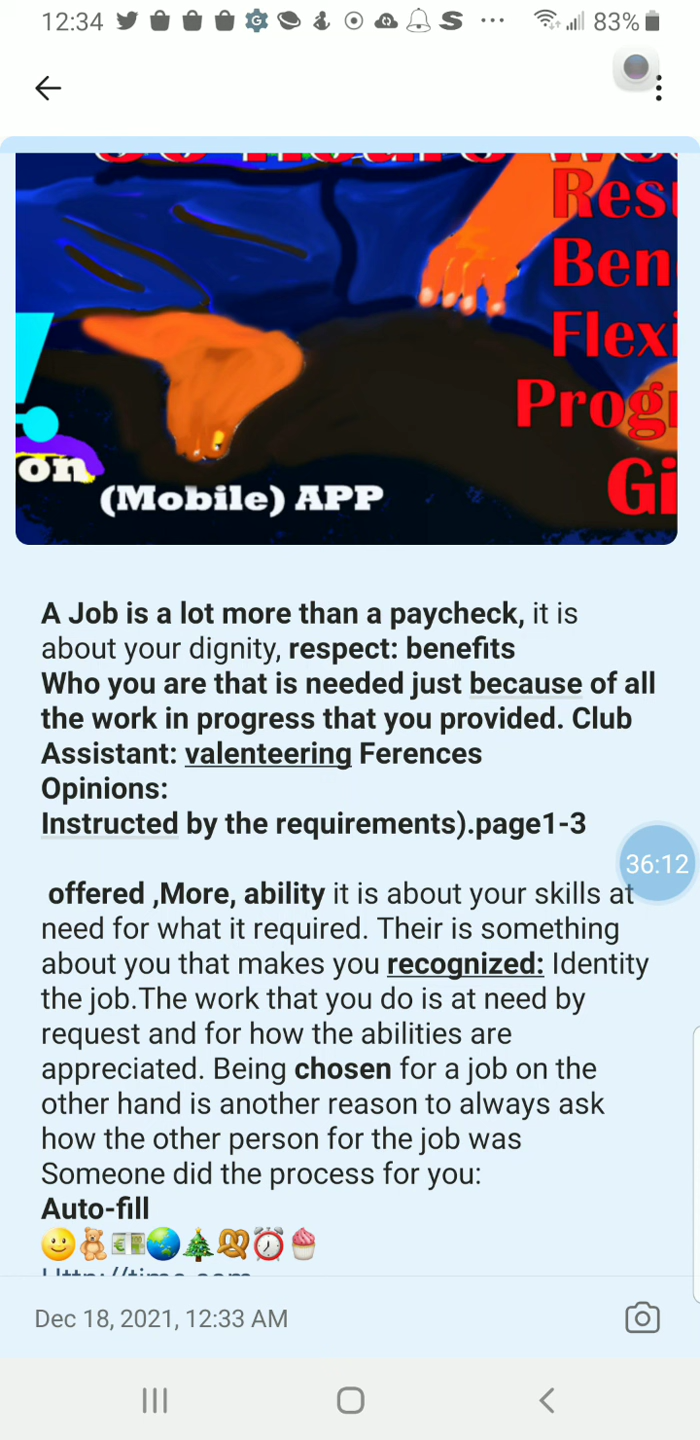 12:34 83%
Res
Ben
Flexi
Prog
on
(Mobile) APP
Gi
A Job is a lot more than a paycheck, it is
about your dignity, respect: benefits
Who you are that is needed just because of all
the work in progress that you provided. Club
Assistant: valenteering Ferences
Opinions:
Instructed by the requirements).page1-3
36:12
offered ,More, ability it is about your skills at
need for what it required. Their is something
about you that makes you recognized: Identity
the job.The work that you do is at need by
request and for how the abilities are
appreciated. Being chosen for a job on the
other hand is another reason to always ask
how the other person for the job was
Someone did the process for you:
Auto-fill
Dec 18, 2021, 12:33 AM